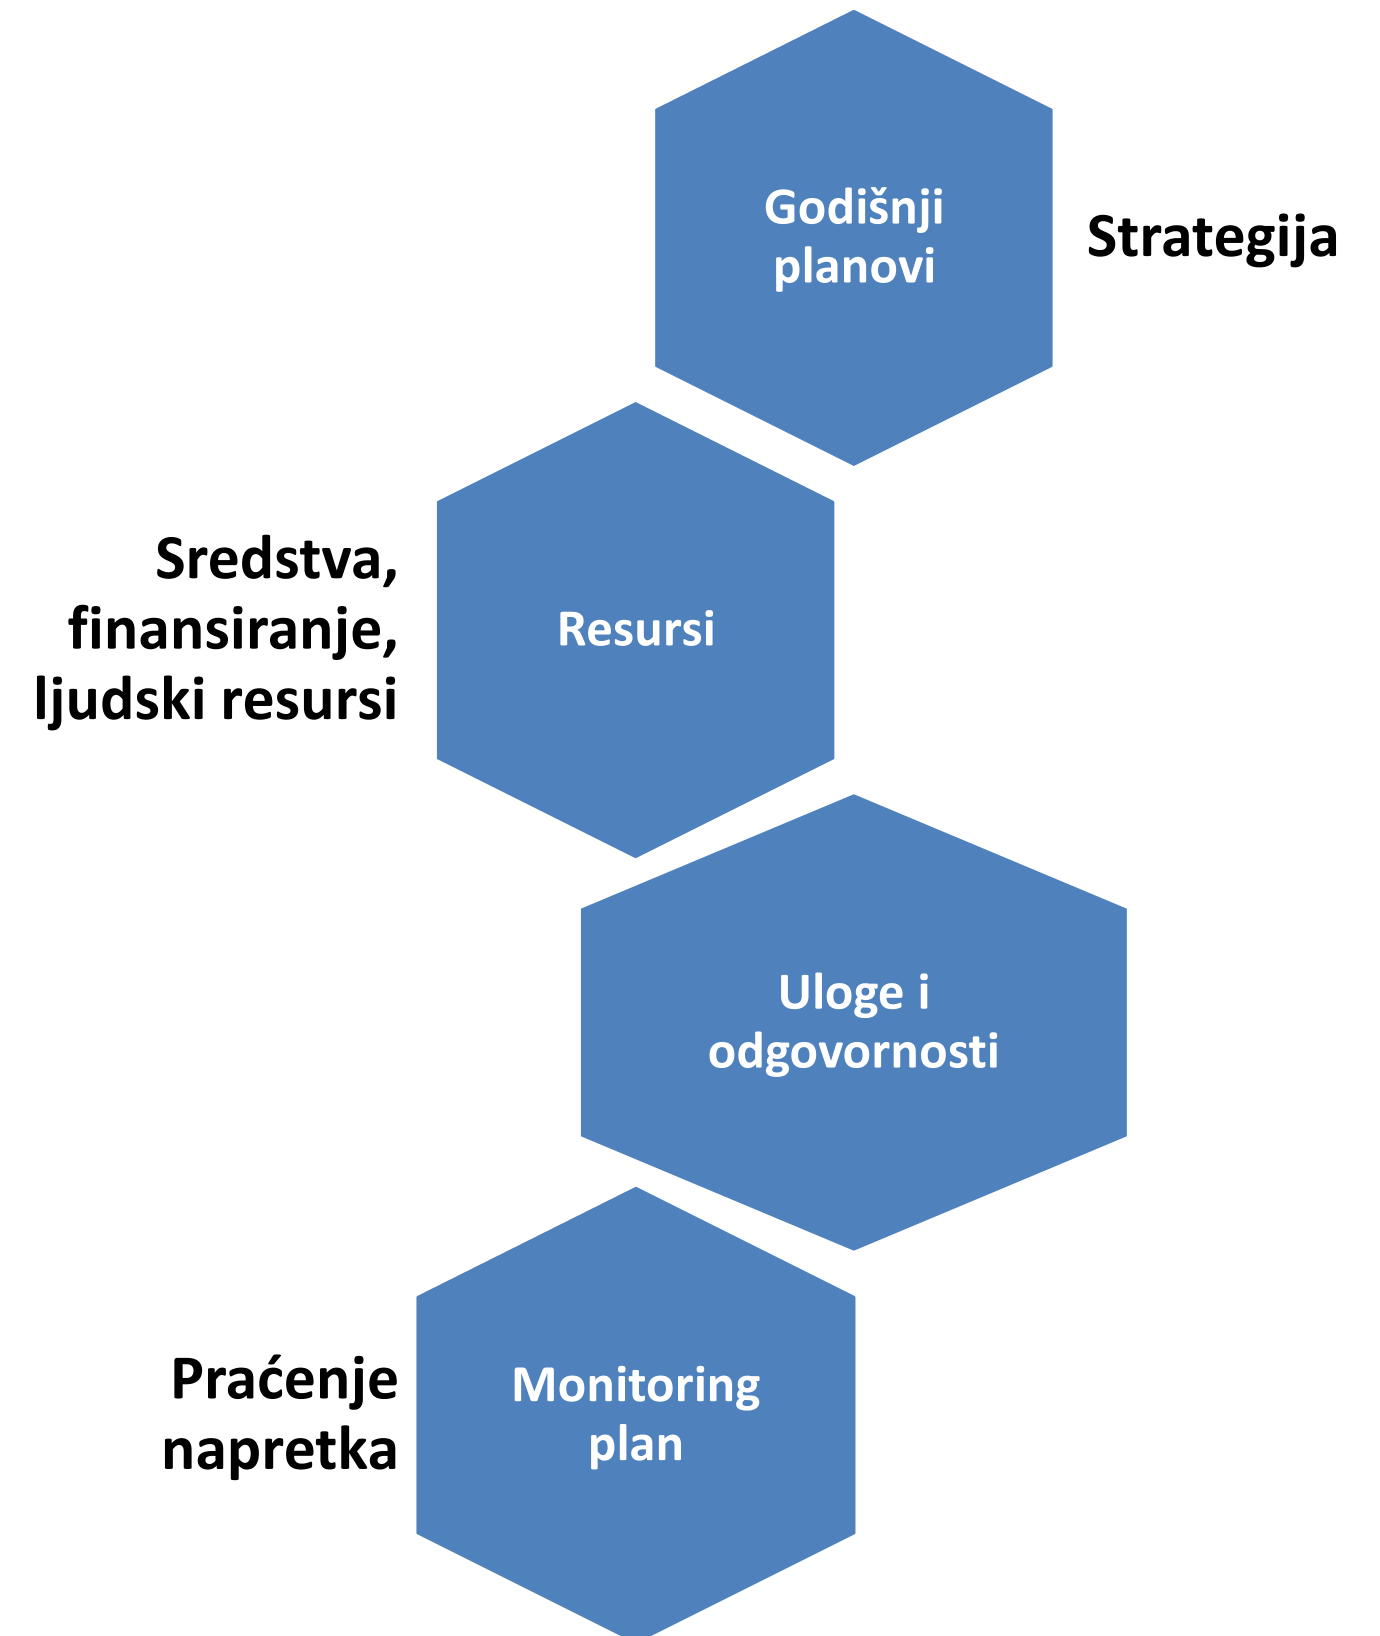 Godišnji
planovi
Strategija
Sredstva,
finansiranje,
ljudski resursi
Resursi
Uloge i
odgovornosti
Praćenje
napretka
Monitoring
plan